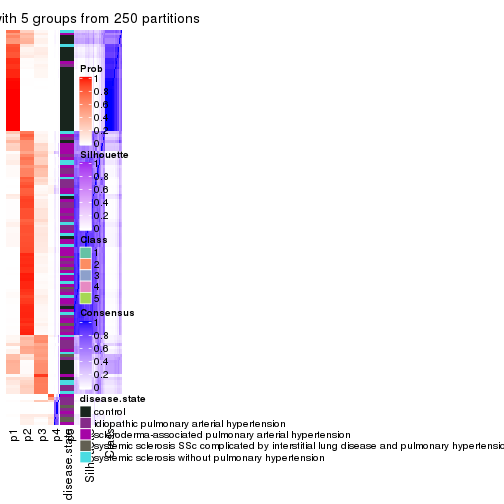 with 5 groups from 250 partitions
Prob
1
0.8
0.6
0.4
0.2
0
Silhouette
1
0.8
0.6
0.4
0.2
0
Class
1
2
3
4
5
Consensus
1
0.8
0.6
0.4
0.2
0
disease.state
control
idiopathic pulmonary arterial hypertension
scleroderma-associated pulmonary arterial hypertension
systemic sclerosis SSc complicated by interstitial lung disease and pulmonary hypertensio
systemic sclerosis without pulmonary hypertension
p1
p2
p3
p4
disease.state
Silh
Class